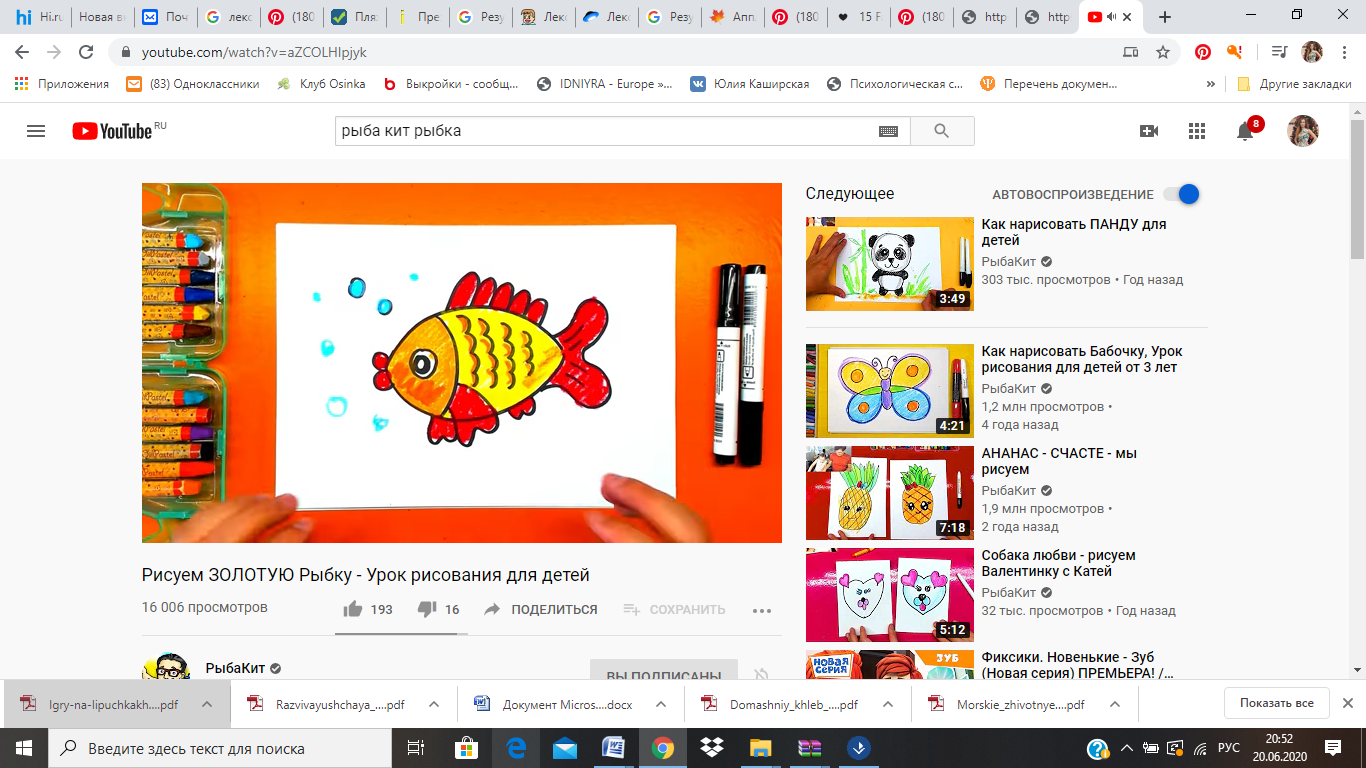 Hi.ru
Новая в
Поч
лекс
(180
Пля
Пре
Резу
Лекс
Лекс
Резу
Апп
(180
15 F
(180
http
http
youtube.com/watch?v=aZCOLHIpjyk
Приложения
(83) Одноклассники
Клуб Osinka
Выкройки – сообщ...
IDNIYRA - Europe »...
Юлия Каширская
Психологическая с...
Перечень докумен...
»
Другие закладки
YouTube RU
рыба кит рыбка
8
Следующее
АВТОВОСПРОИЗВЕДЕНИЕ
Как нарисовать ПАНДУ для
детей
РыбаКит
303 тыс. просмотров • Год назад
3:49
Как нарисовать Бабочку, Урок
рисования для детей от 3 лет
РыбаКит
1,2 млн просмотров •
4 года назад
4:21
АНАНАС - СЧАСТЕ - мы
рисуем
РыбаКит
1,9 млн просмотров •
2 года назад
7:18
Собака любви - рисуем
Валентинку с Катей
РыбаКит
32 тыс. просмотров • Год назад
5:12
НОВАЯ
СЕРИЯ
ЗУБ
Фиксики. Новенькие - Зуб
(Новая серия) ПРЕМЬЕРА! /...
Рисуем ЗОЛОТУЮ Рыбку - Урок рисования для детей
16 006 просмотров
193
16
ПОДЕЛИТЬСЯ
СОХРАНИТЬ
РыбаКит
ВЫ ПОДПИСАНЫ
Igry-na-lipuchkakh....pdf
Razvivayushchaya_....pdf
Документ Micros....docx
Domashniy_khleb_....pdf
Morskie_zhivotnye....pdf
Показать все
Введите здесь текст для поиска
РУС
20:52
20.06.2020